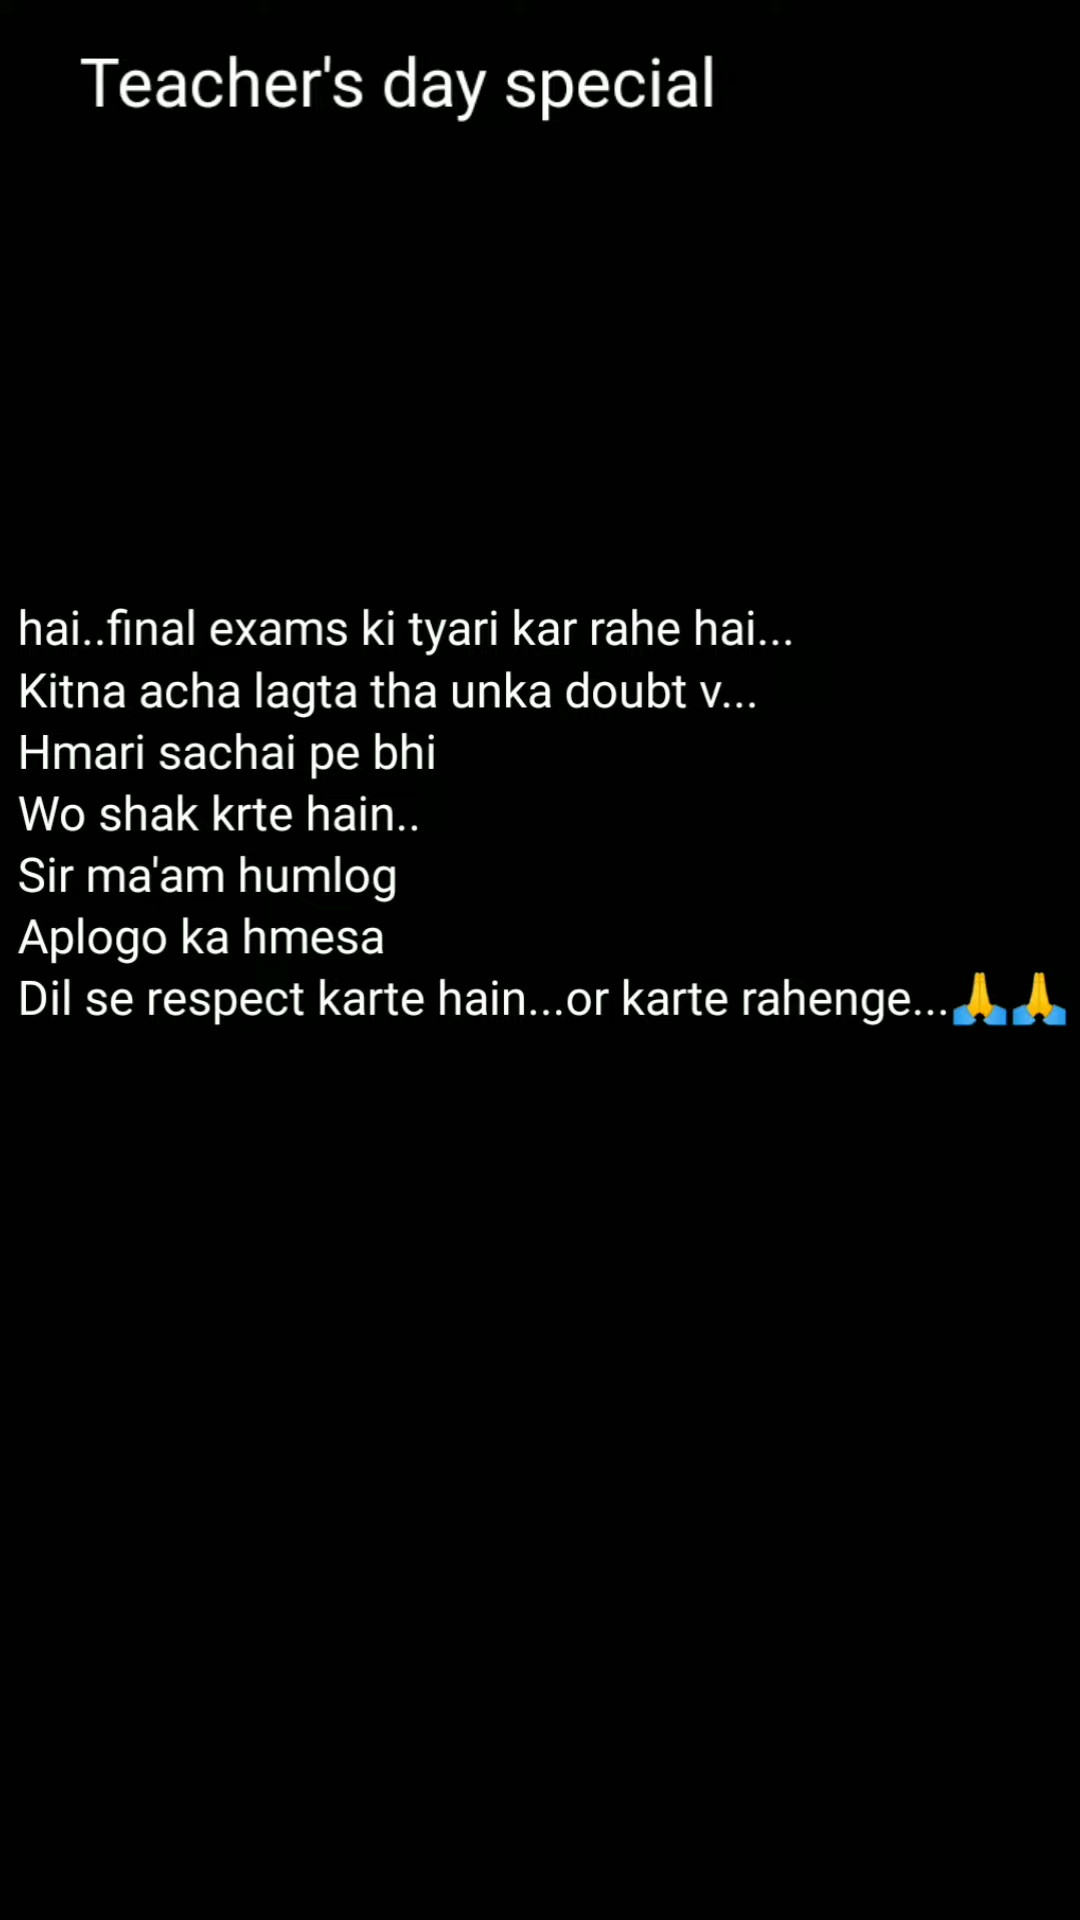 Teacher's day special
hai..final exams ki tyari kar rahe hai...
Kitna acha lagta tha unka doubt v...
Hmari sachai pe bhi
Wo shak krte hain..
Sir ma'am humlog
Aplogo ka hmesa
Dil se respect karte hain...or karte rahenge...🙏🙏